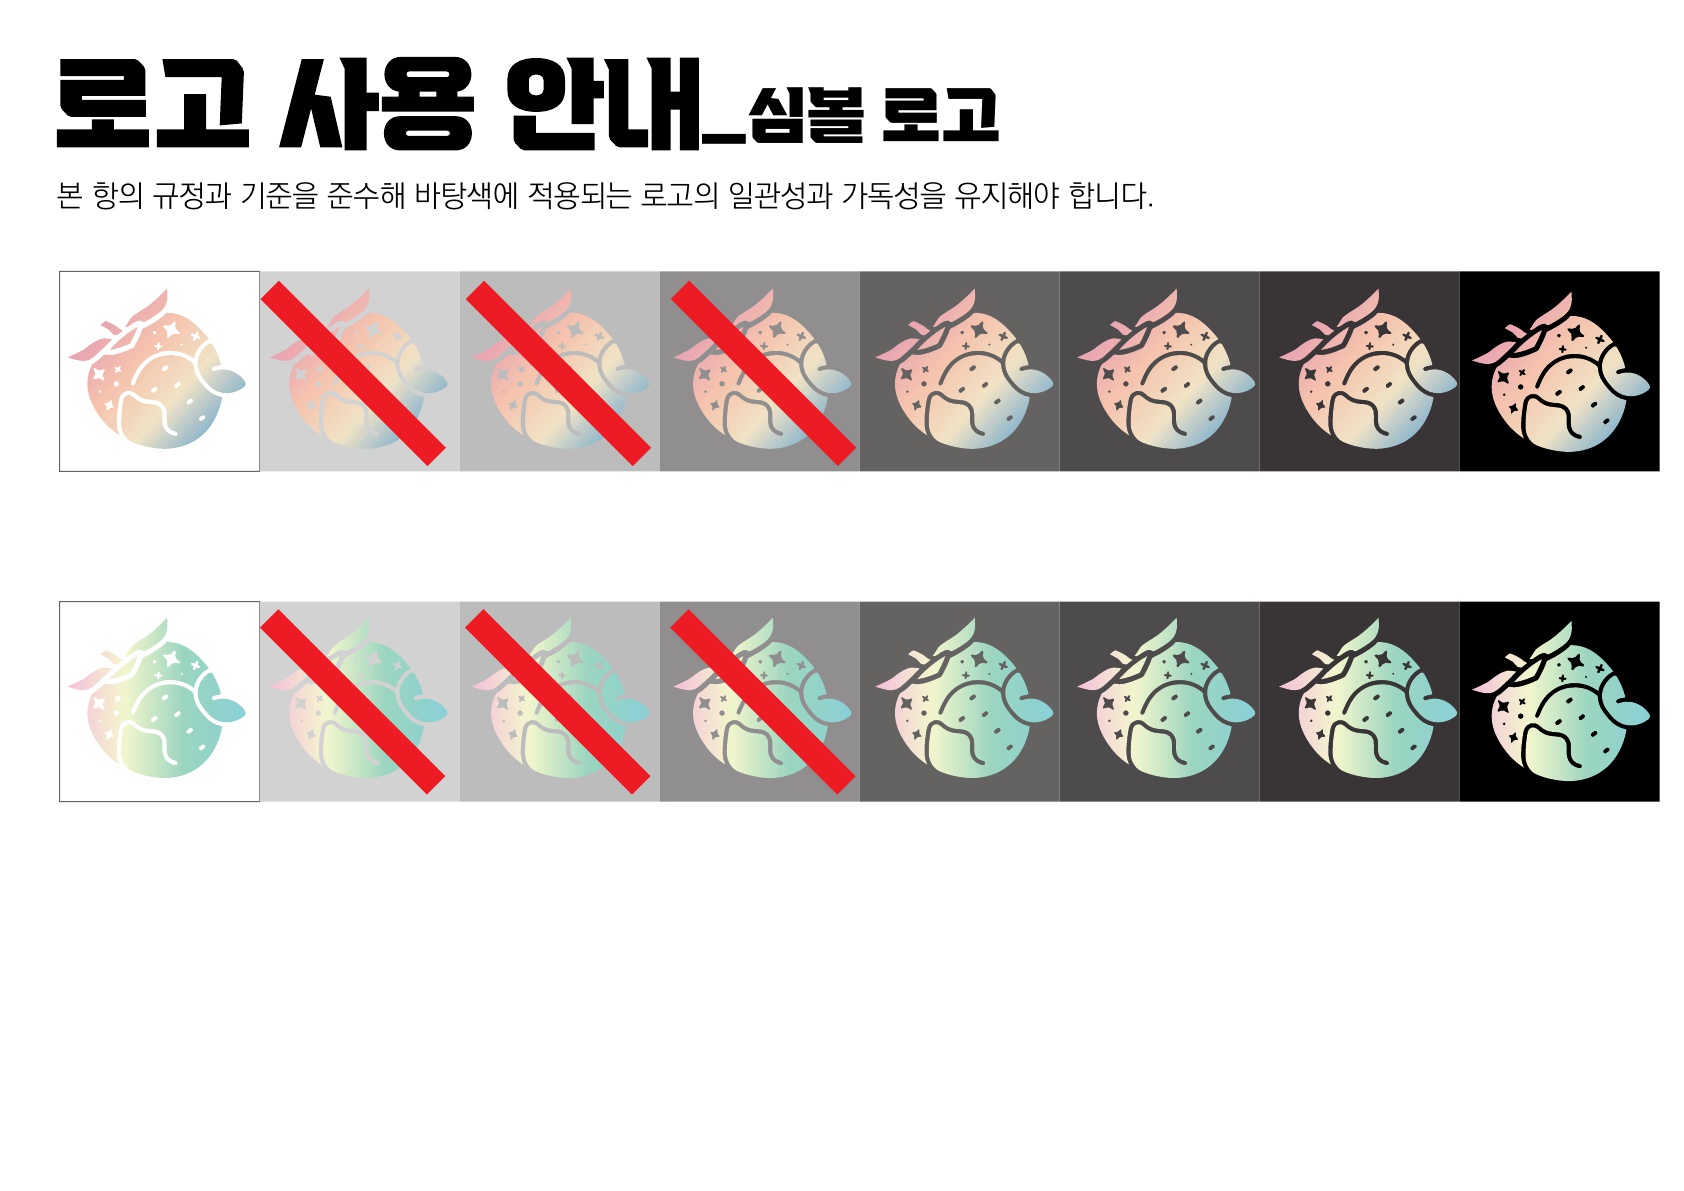 로고 사용 안내_심볼 로고
본 항의 규정과 기준을 준수해 바탕색에 적용되는 로고의 일관성과 가독성을 유지해야 합니다.